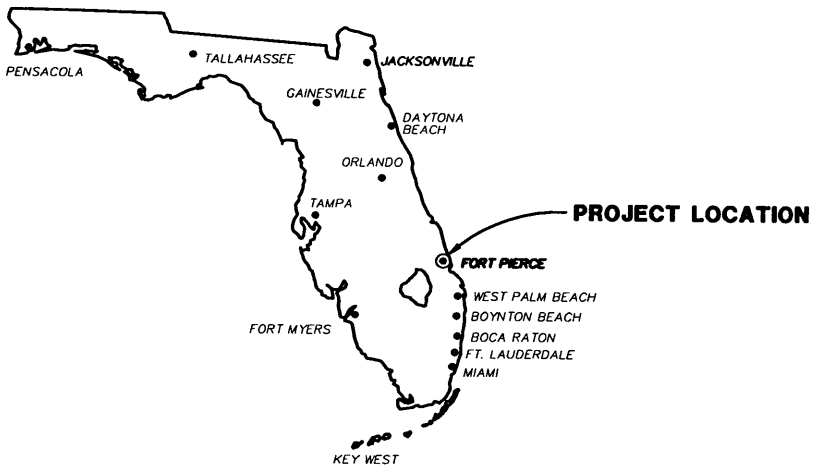 PENSACOLA
TALLAHASSEE
JACKSONVILLE
GAINESVILLE
DAYTONA
BEACH
ORLANDO
TAMPA
PROJECT LOCATION
FORT PIERCE
WEST PALM BEACH
BOYNTON BEACH
FORT MYERS
BOCA RATON
FT. LAUDERDALE
MIAMI
KEY WEST